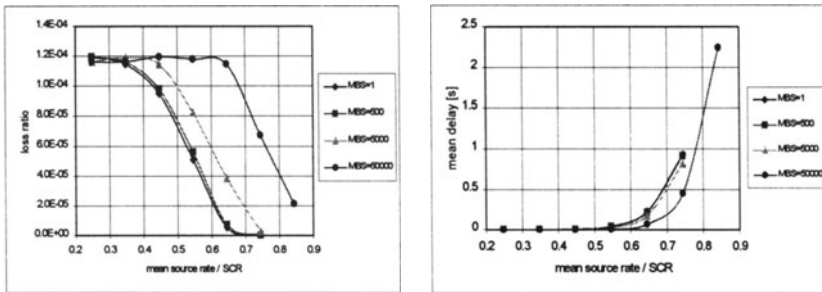 1.4E-04
1.2E-04
1.0E-04
8.0E-05
6.0E-05
4.0E-05
2.0E-05
0.0E+00
loss ratio
0.2 0.3 0.4 0.5 0.6 0.7 0.8 0.9
mean source rate / SCR
MBS=1
MBS=500
MBS=5000
MBS=50000
2.5
2
1.5
1
0.5
0
mean delay [s]
0.2 0.3 0.4 0.5 0.6 0.7 0.8 0.9
mean source rate / SCR
MBS=1
MBS=500
MBS=5000
MBS=50000